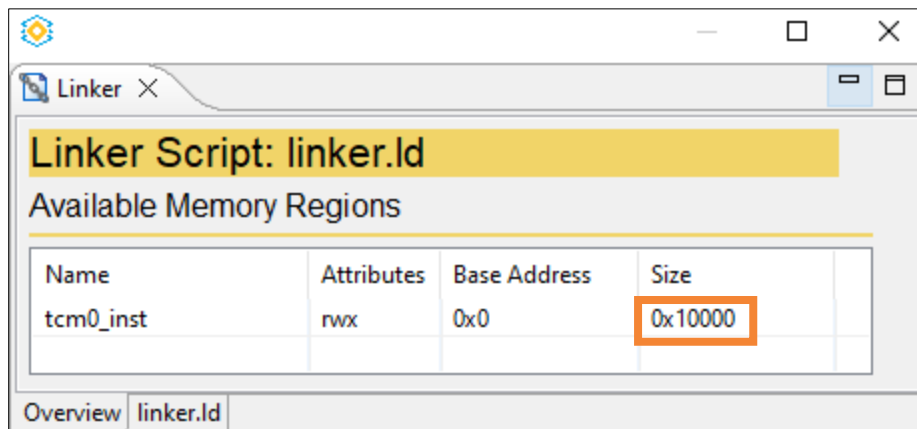 Linker
Linker Script: linker.ld
Available Memory Regions
Name Attributes Base Address Size
tcm0_inst rwx 0x0 0x10000
Overview linker.ld